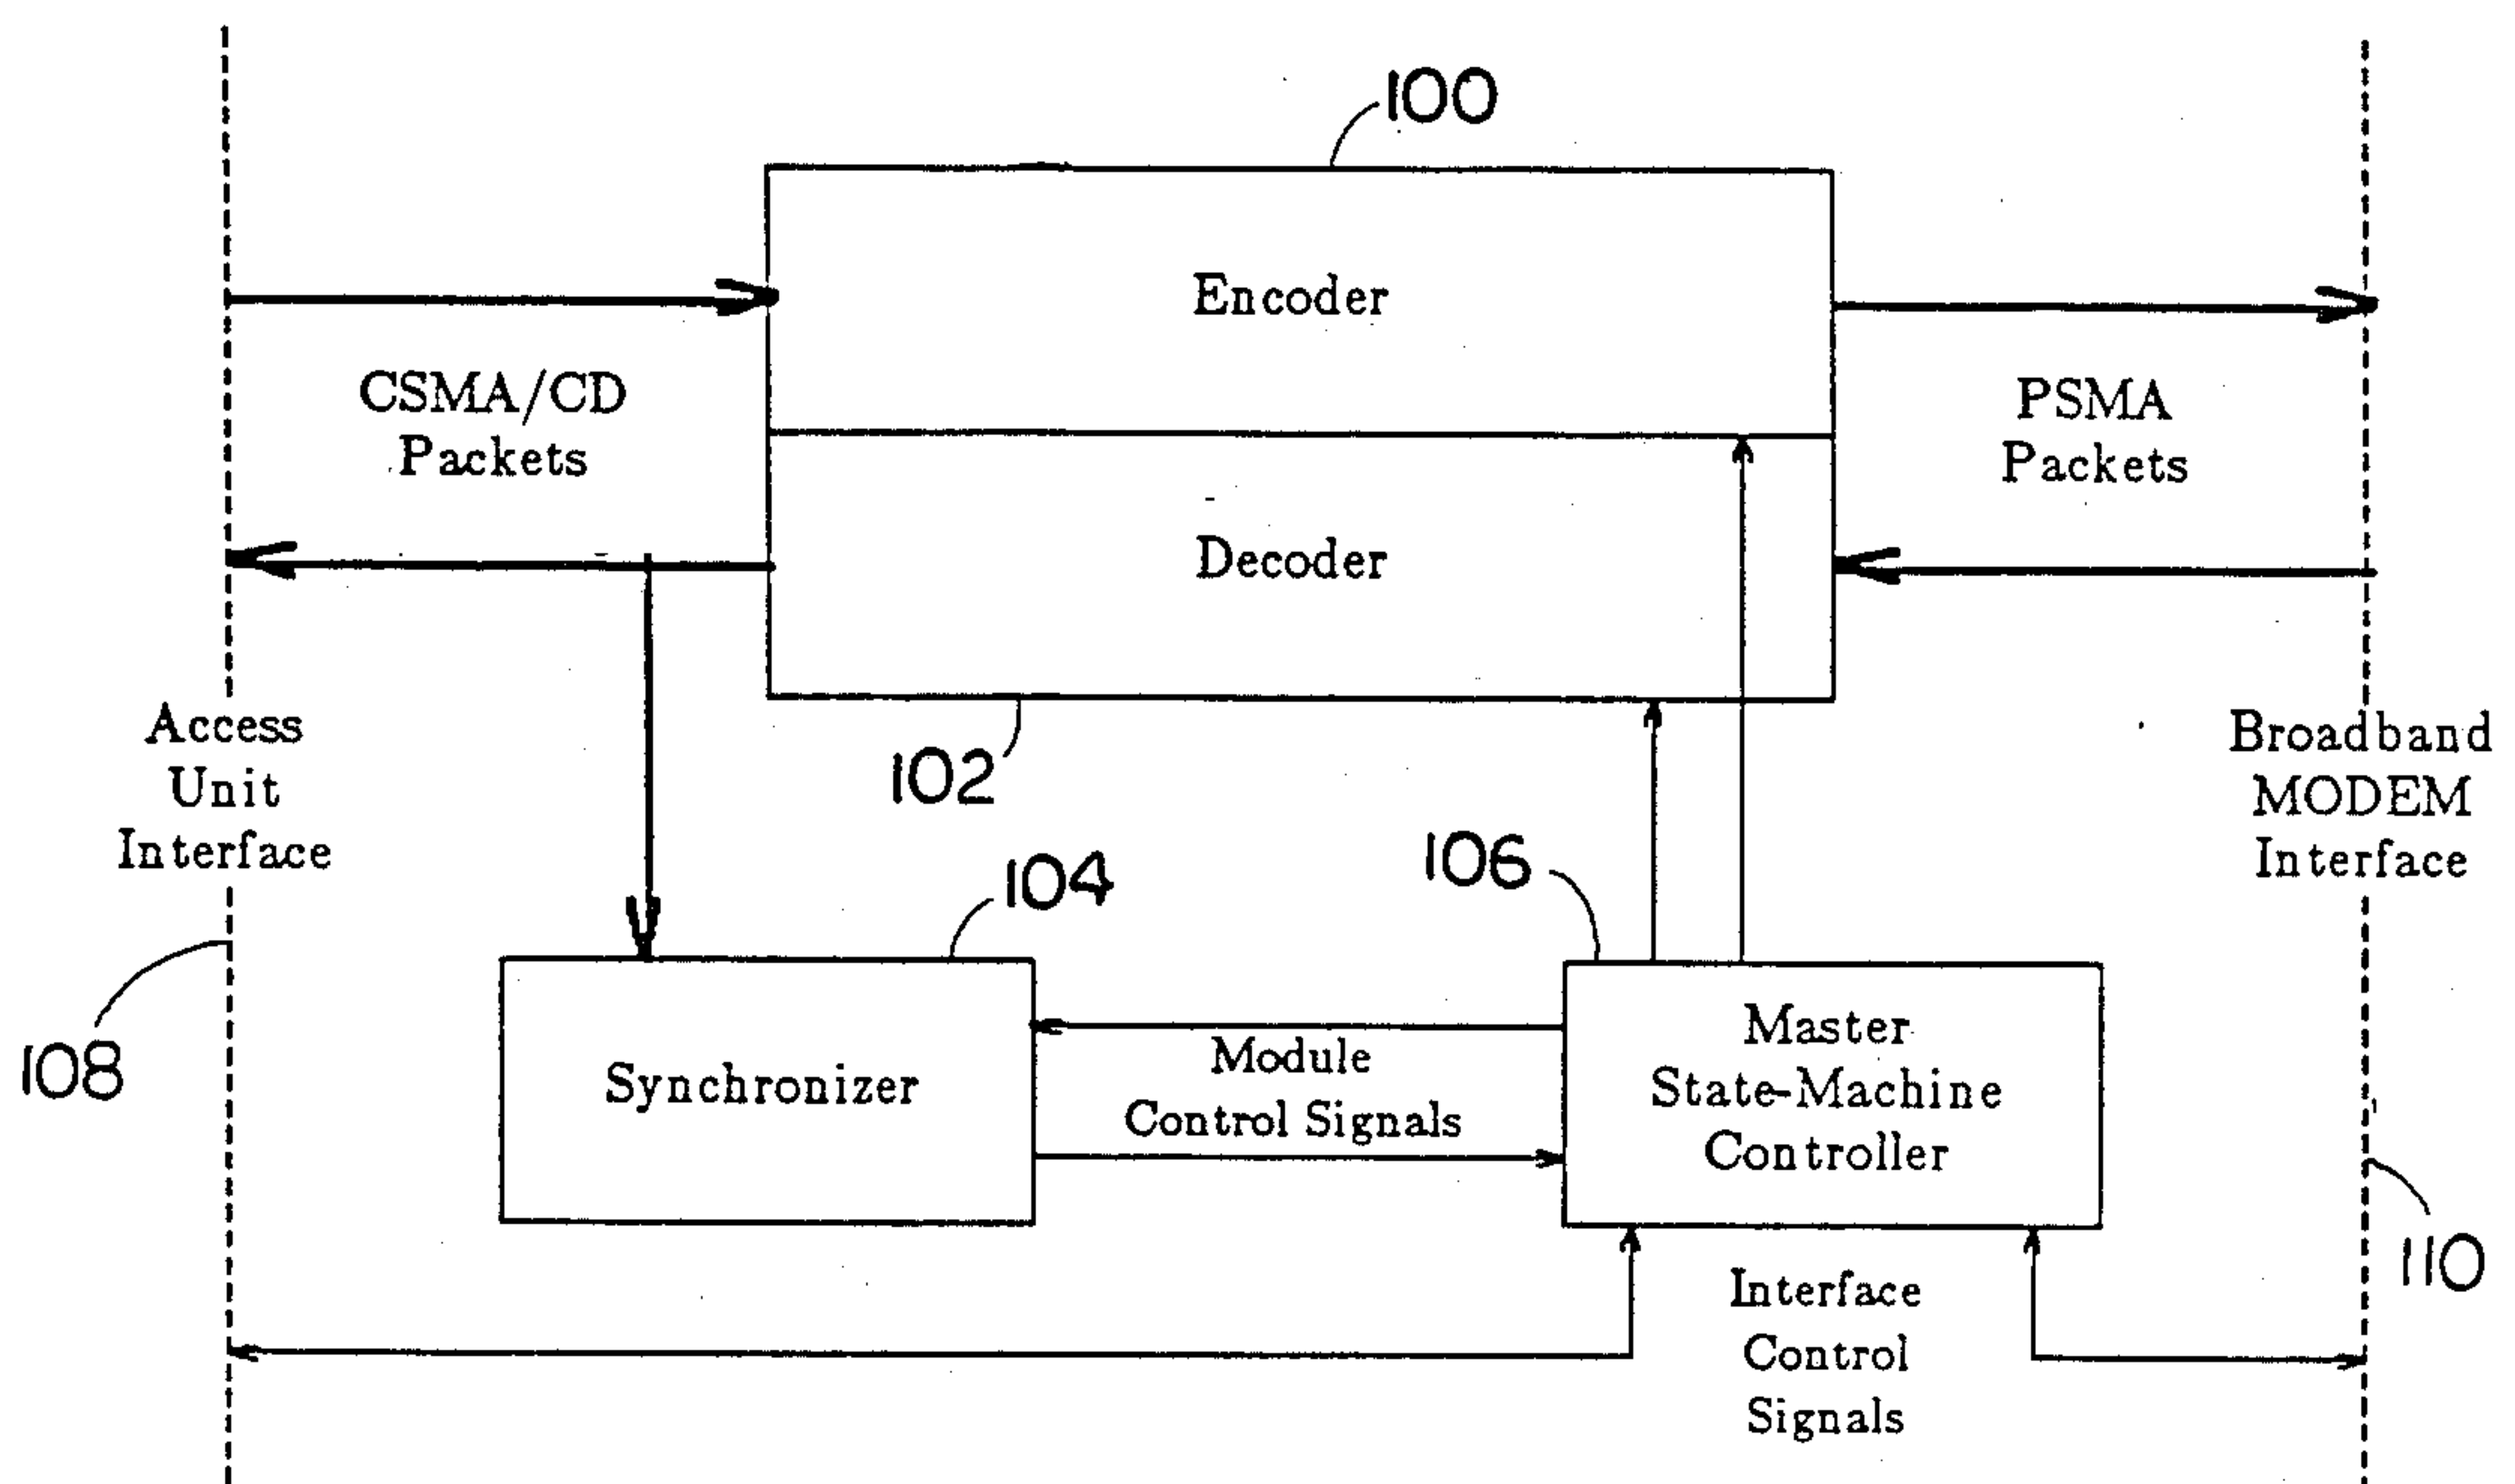 100
Encoder
CSMA/CD
Packets
PSMA
Packets
Decoder
Access
Unit
Interface
102
Broadband
MODEM
Interface
104
106
108
Synchronizer
Module
Control Signals
Master
State-Machine
Controller
110
Interface
Control
Signals